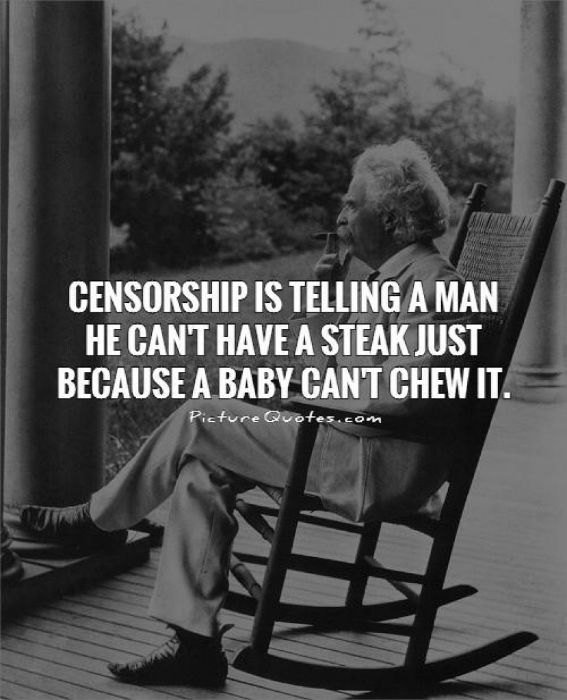 CENSORSHIP IS TELLING A MAN
HE CAN'T HAVE A STEAK JUST
BECAUSE A BABY CAN'T CHEW IT.
PictureQuotes.com